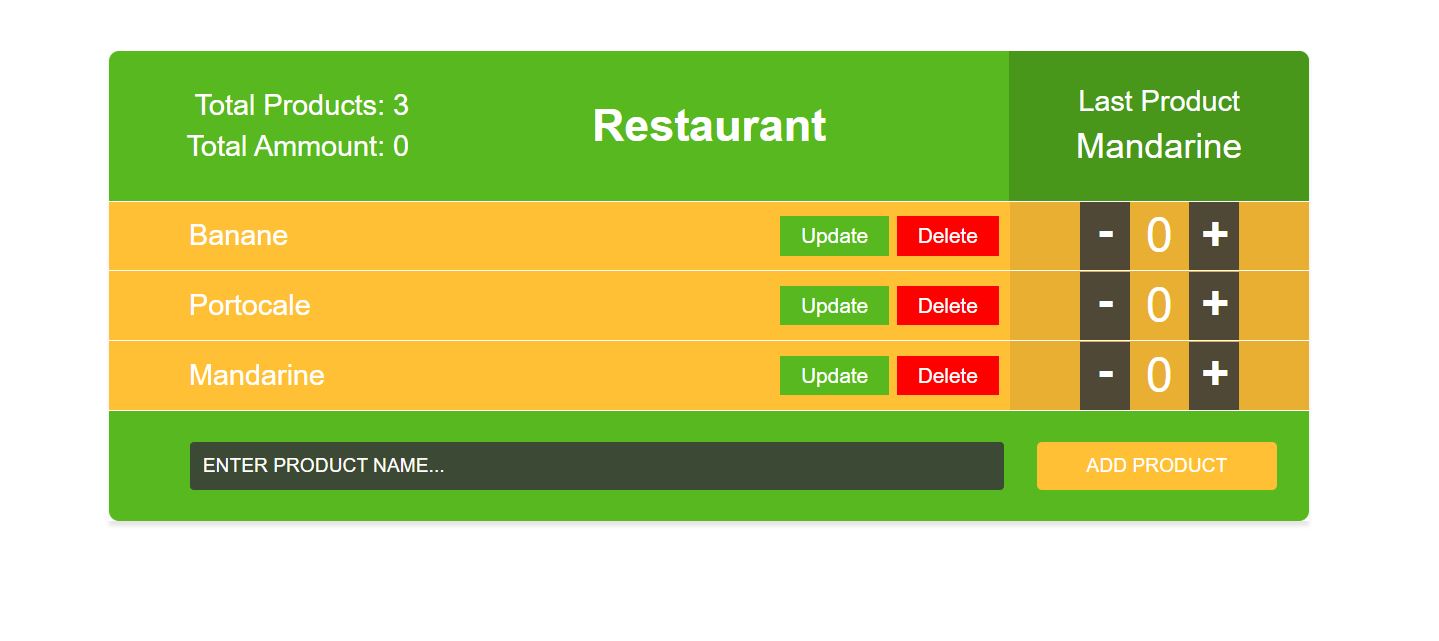 Total Products: 3
Total Ammount: 0
Restaurant
Last Product
Mandarine
Banane Update Delete - 0 +
Portocale Update Delete - 0 +
Mandarine Update Delete - 0 +
ENTER PRODUCT NAME... ADD PRODUCT